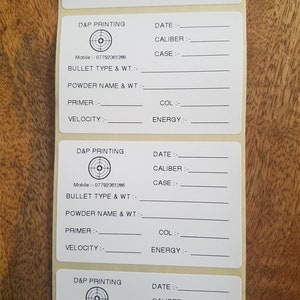 D&P PRINTING DATE :-
CALIBER :-
Mobile :- 07792361286 CASE :-
BULLET TYPE & WT :-
POWDER NAME & WT :-
PRIMER :- COL :-
VELOCITY :- ENERGY :-
D&P PRINTING DATE :-
CALIBER :-
Mobile :- 07792361286 CASE :-
BULLET TYPE & WT :-
POWDER NAME & WT :-
PRIMER :- COL :-
VELOCITY :- ENERGY :-
D&P PRINTING DATE :-
CALIBER :-